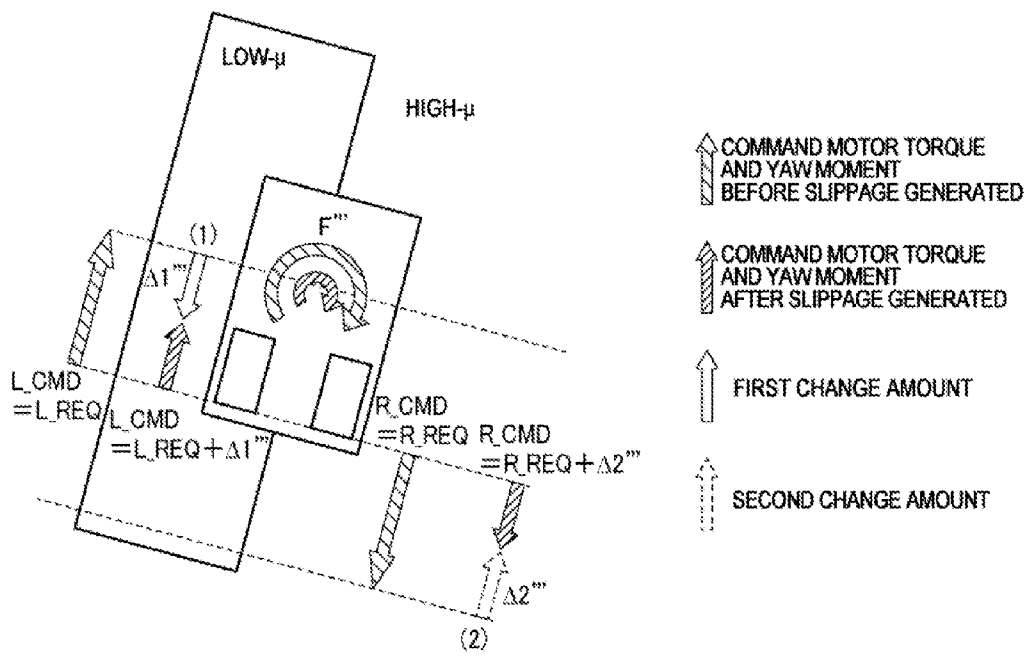 LOW-μ
HIGH-μ
F''''
(1)
Δ1''''
L_CMD
=L_REQ
L_CMD
=L_REQ+Δ1''''
R_CMD
=R_REQ
R_CMD
=R_REQ+Δ2''''
Δ2''''
(2)
COMMAND MOTOR TORQUE
AND YAW MOMENT
BEFORE SLIPPAGE GENERATED
COMMAND MOTOR TORQUE
AND YAW MOMENT
AFTER SLIPPAGE GENERATED
FIRST CHANGE AMOUNT
SECOND CHANGE AMOUNT